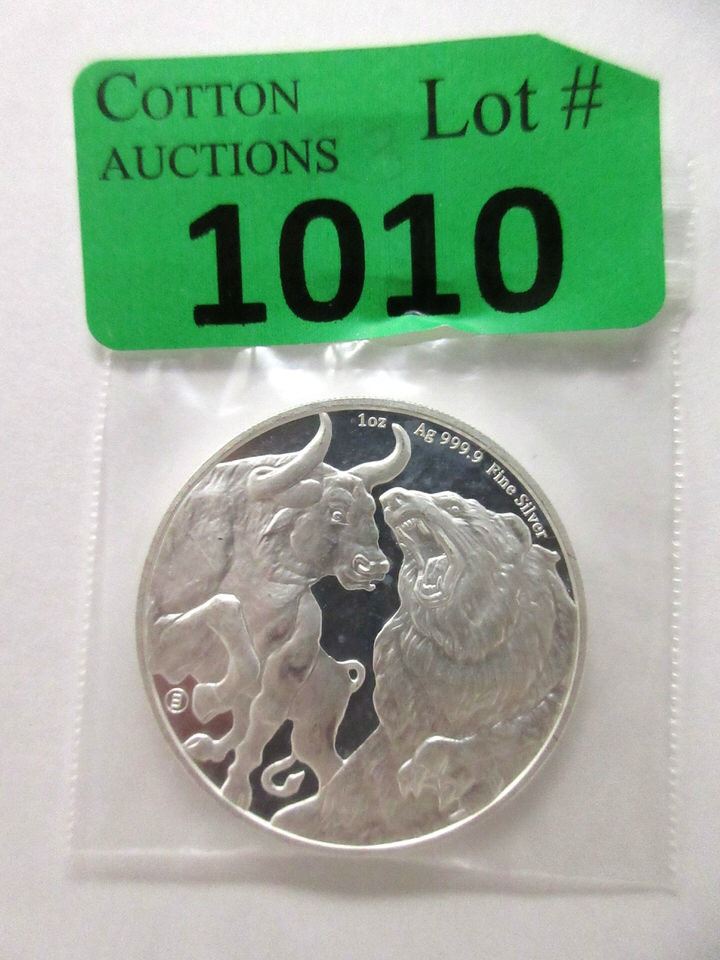 COTTON
AUCTIONS
Lot #
1010
1oz Ag 999.9 Fine Silver